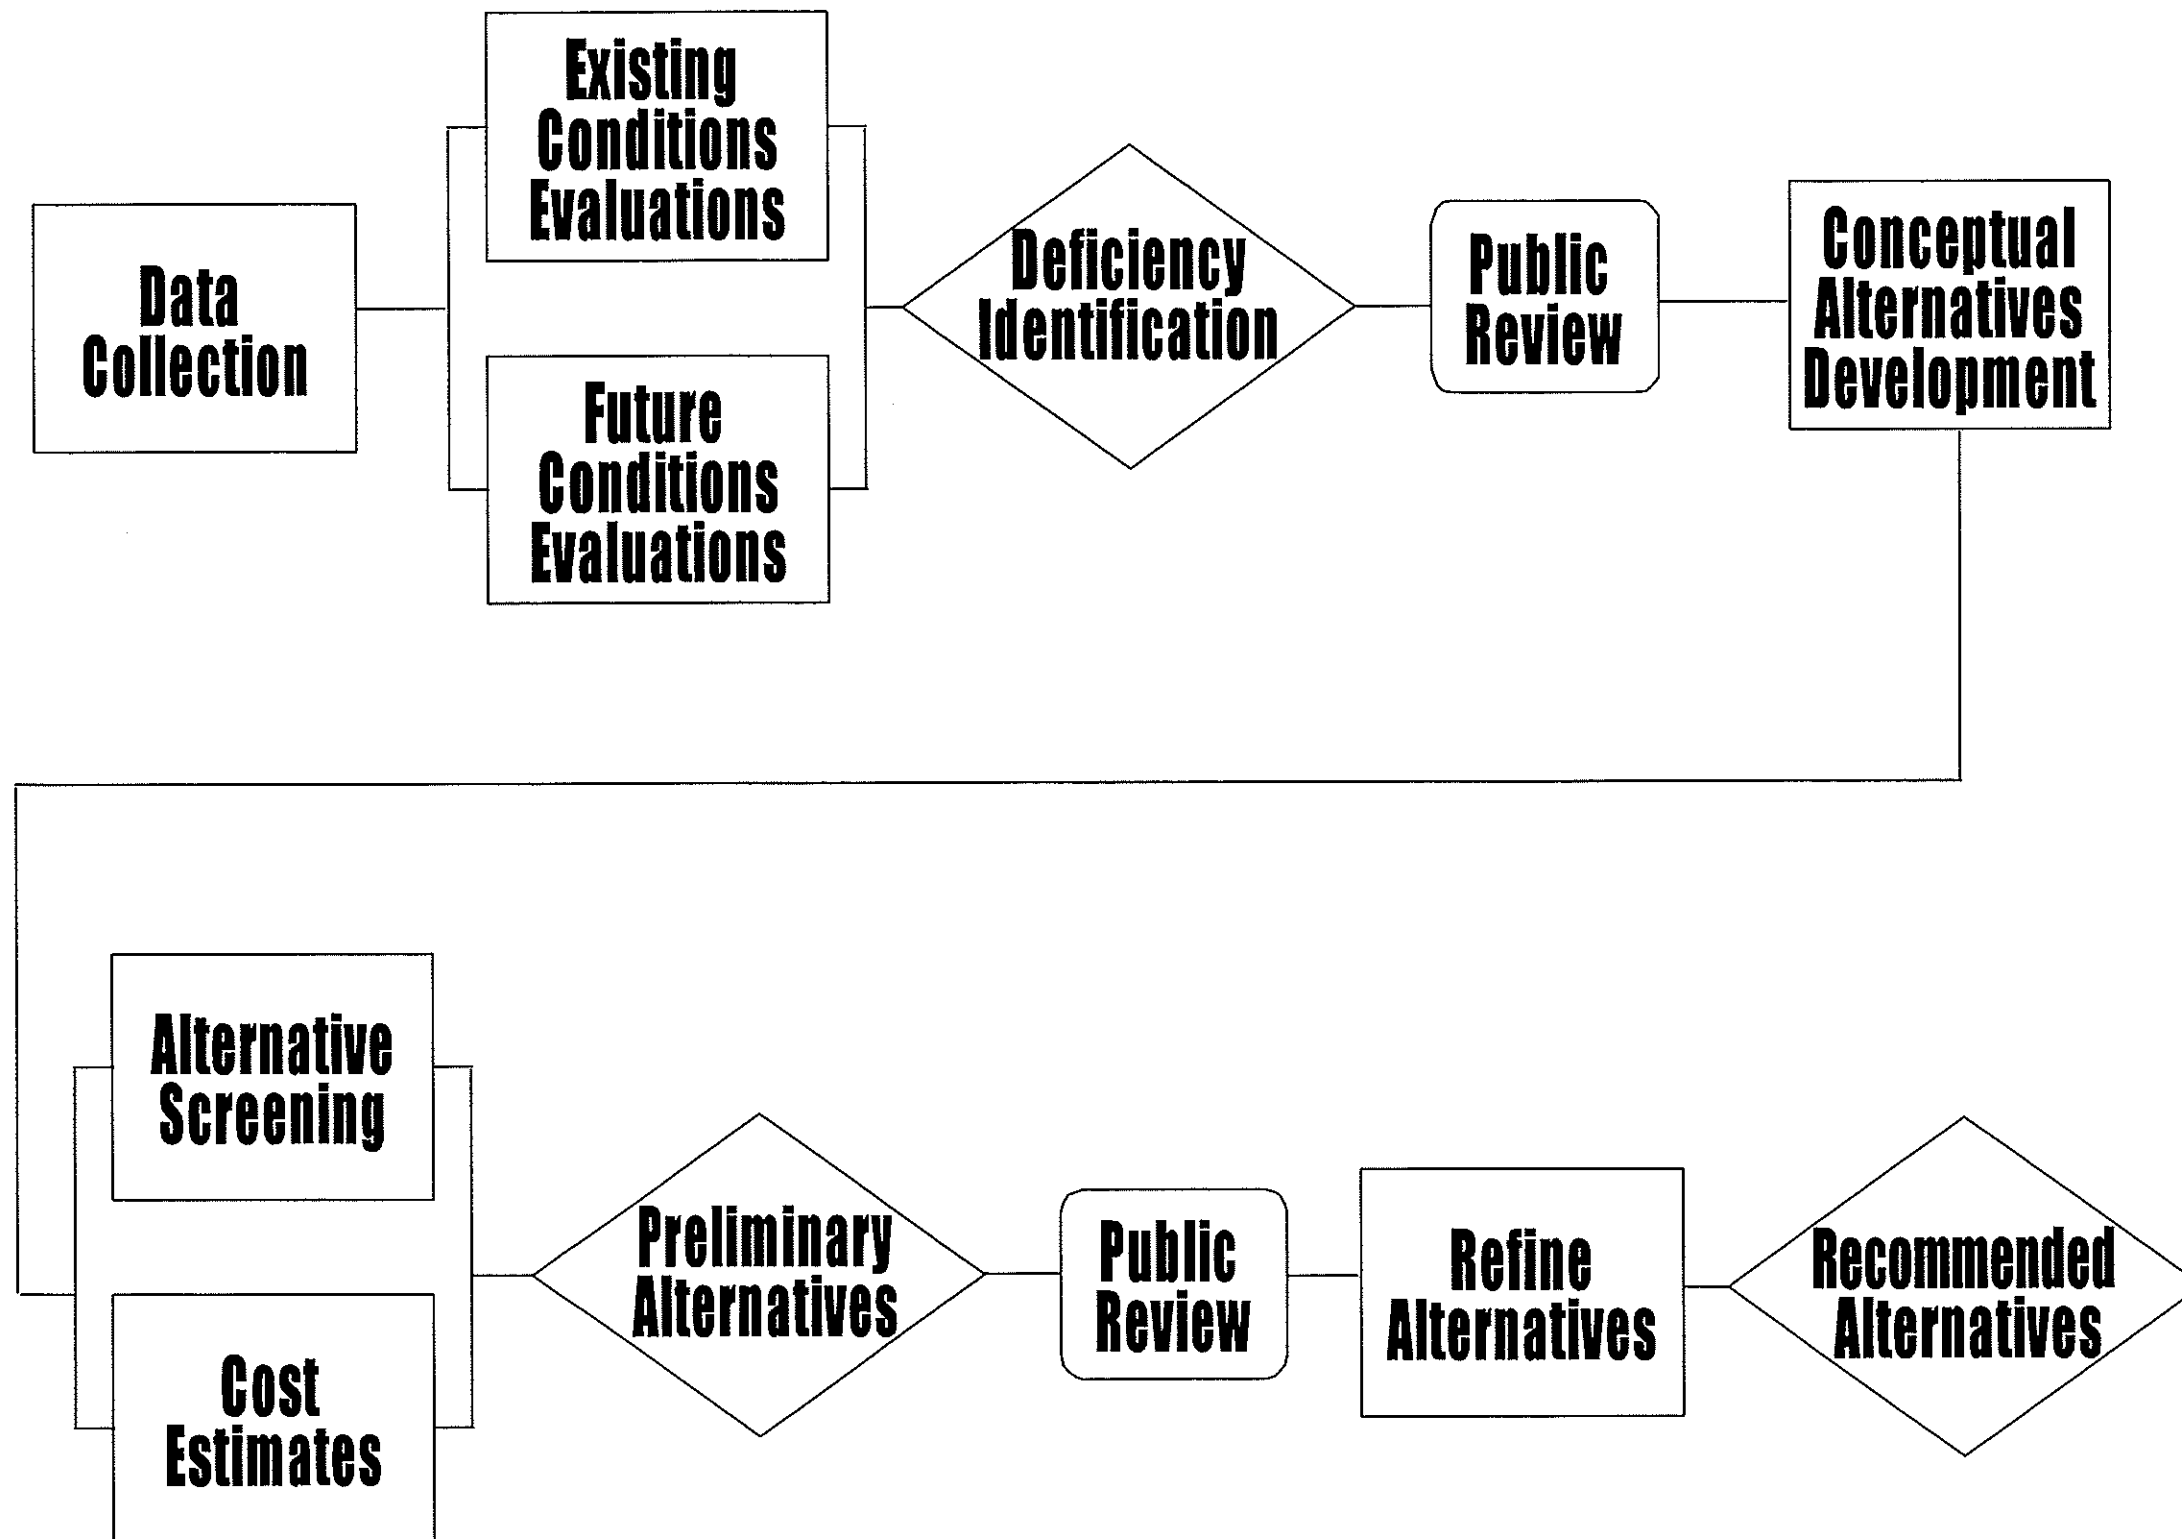 Data
Collection
Existing
Conditions
Evaluations
Future
Conditions
Evaluations
Deficiency
Identification
Public
Review
Conceptual
Alternatives
Development
Alternative
Screening
Cost
Estimates
Preliminary
Alternatives
Public
Review
Refine
Alternatives
Recommended
Alternatives